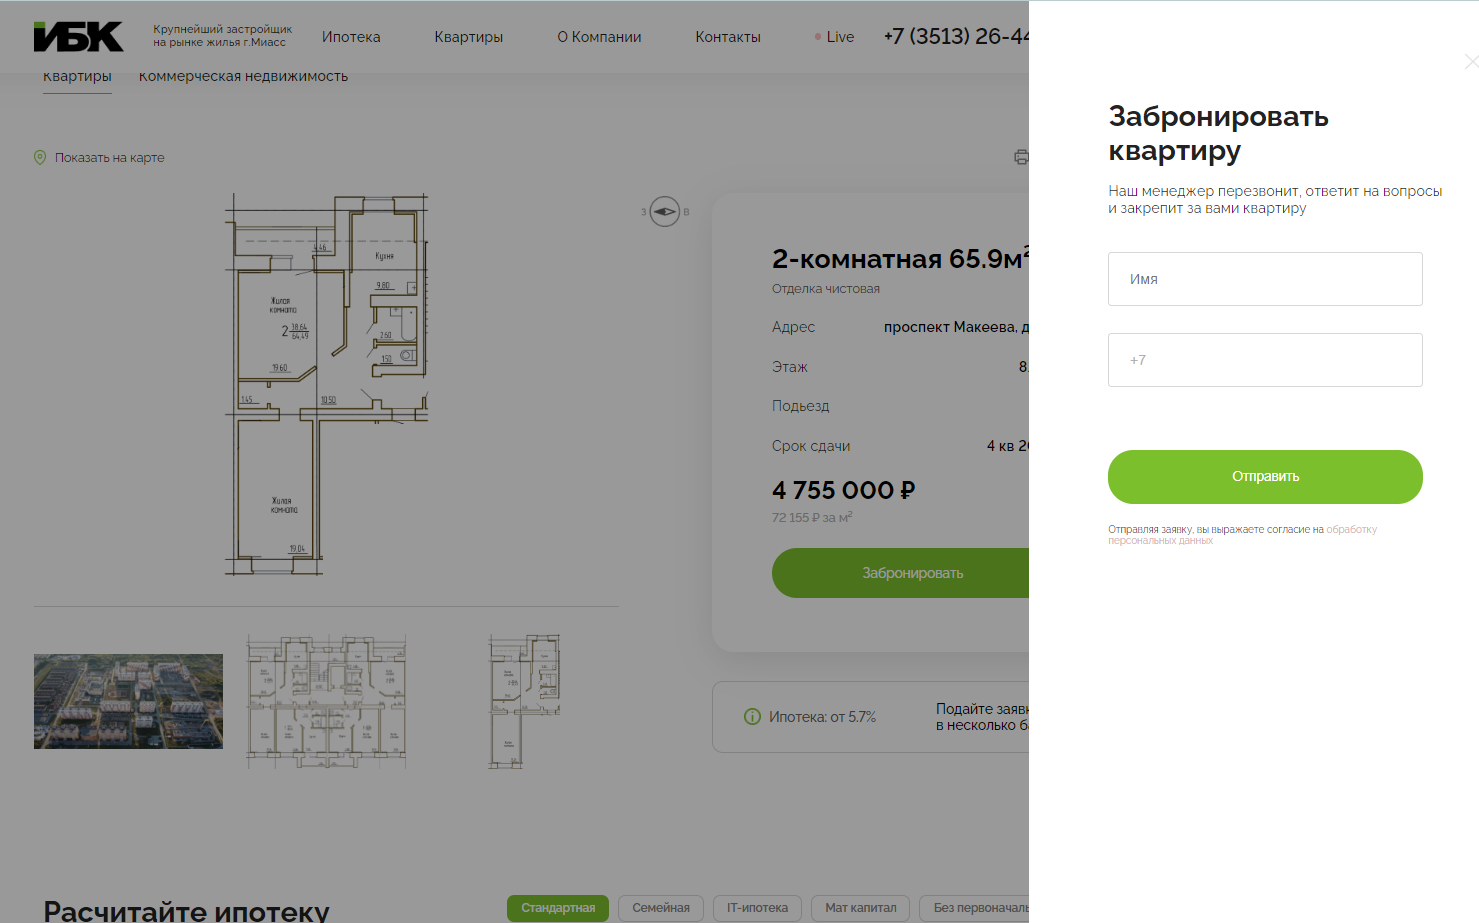 ИБК
Крупнейший застройщик
на рынке жилья г.Миасс
Ипотека
Квартиры
О Компании
Контакты
Live
+7 (3513) 26-44
Квартиры
Коммерческая недвижимость
Показать на карте
З
В
4.46
Кухня
9.80
Жилая
комната
2 38,64
64,49
2.60
1.50
19.60
1.45
10.50
Жилая
комната
19,04
2-комнатная 65.9м²
Отделка чистовая
Адрес
проспект Макеева, д
Этаж
8
Подъезд
Срок сдачи
4 кв 20
4 755 000 ₽
72 155 ₽ за м²
Забронировать
Ипотека: от 5.7%
Подайте заявк
в несколько ба
Расчитайте ипотеку
Стандартная
Семейная
IT-ипотека
Мат капитал
Без первоначаль
Забронировать
квартиру
Наш менеджер перезвонит, ответит на вопросы
и закрепит за вами квартиру
Имя
+7
Отправить
Отправляя заявку, вы выражаете согласие на обработку
персональных данных